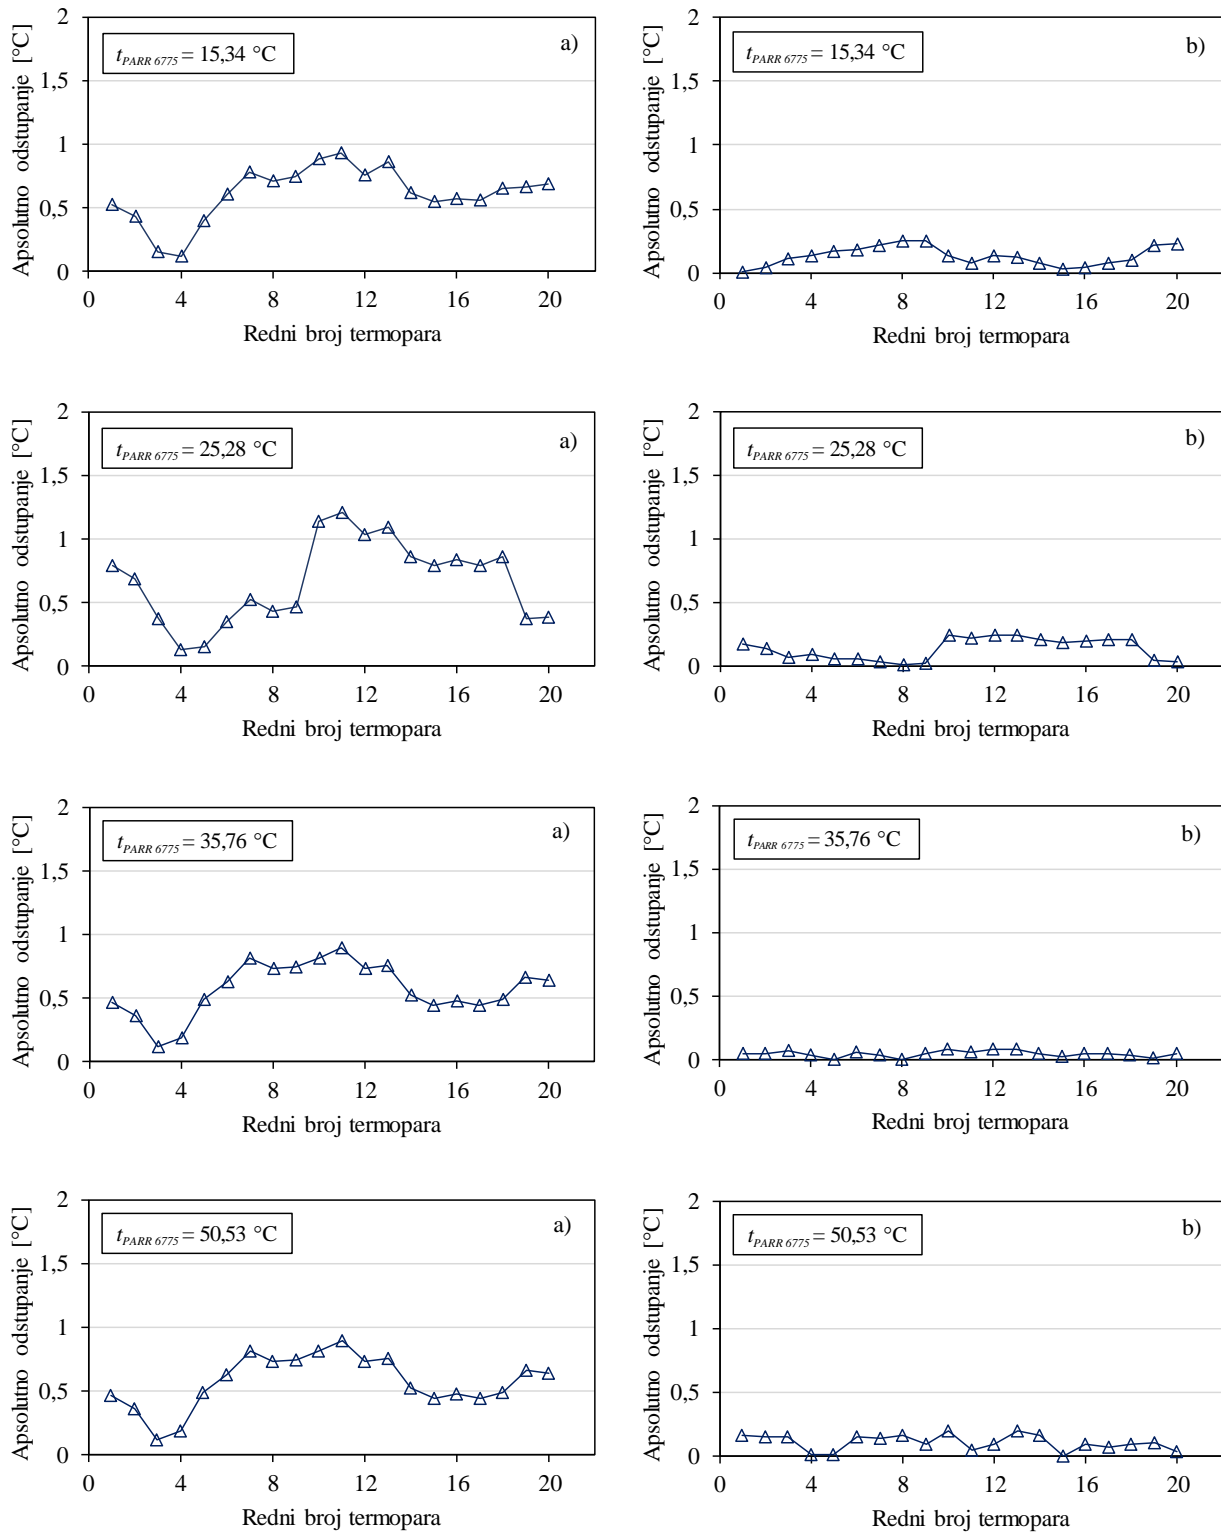 2
1,5
1
0,5
0
Apsolutno odstupanje [°C]
t PARR 6775 = 15,34 °C
a)
0 4 8 12 16 20
Redni broj termopara
2
1,5
1
0,5
0
Apsolutno odstupanje [°C]
t PARR 6775 = 15,34 °C
b)
0 4 8 12 16 20
Redni broj termopara
2
1,5
1
0,5
0
Apsolutno odstupanje [°C]
t PARR 6775 = 25,28 °C
a)
0 4 8 12 16 20
Redni broj termopara
2
1,5
1
0,5
0
Apsolutno odstupanje [°C]
t PARR 6775 = 25,28 °C
b)
0 4 8 12 16 20
Redni broj termopara
2
1,5
1
0,5
0
Apsolutno odstupanje [°C]
t PARR 6775 = 35,76 °C
a)
0 4 8 12 16 20
Redni broj termopara
2
1,5
1
0,5
0
Apsolutno odstupanje [°C]
t PARR 6775 = 35,76 °C
b)
0 4 8 12 16 20
Redni broj termopara
2
1,5
1
0,5
0
Apsolutno odstupanje [°C]
t PARR 6775 = 50,53 °C
a)
0 4 8 12 16 20
Redni broj termopara
2
1,5
1
0,5
0
Apsolutno odstupanje [°C]
t PARR 6775 = 50,53 °C
b)
0 4 8 12 16 20
Redni broj termopara